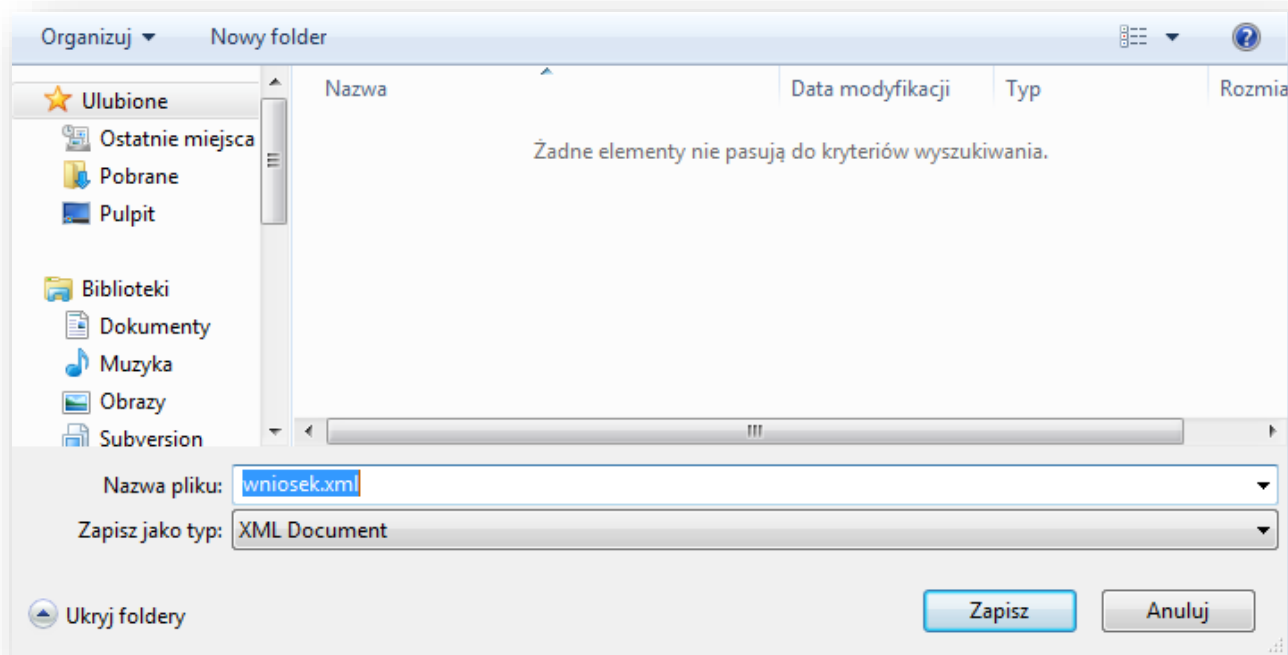 Organizuj Nowy folder
Nazwa Data modyfikacji Typ Rozmia
Żadne elementy nie pasują do kryteriów wyszukiwania.
Ulubione
Ostatnie miejsca
Pobrane
Pulpit
Biblioteki
Dokumenty
Muzyka
Obrazy
Subversion
Nazwa pliku: wniosek.xml
Zapisz jako typ: XML Document
Ukryj foldery Zapisz Anuluj